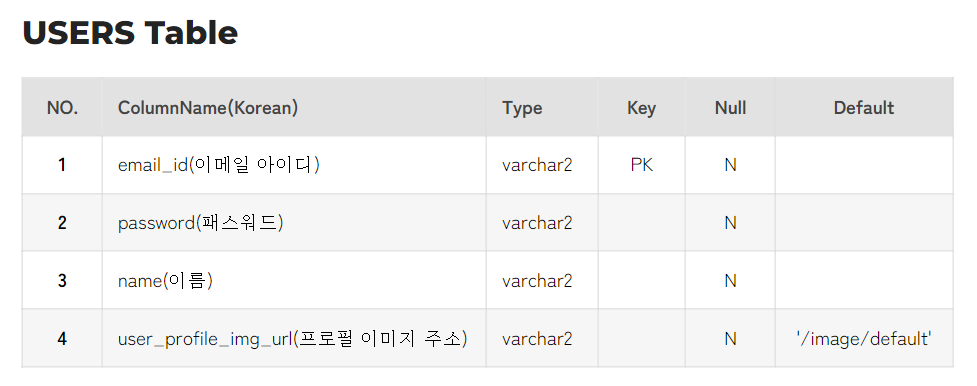 USERS Table
NO. ColumnName(Korean) Type Key Null Default
1 email_id(이메일 아이디) varchar2 PK N
2 password(패스워드) varchar2 N
3 name(이름) varchar2 N
4 user_profile_img_url(프로필 이미지 주소) varchar2 N '/image/default'